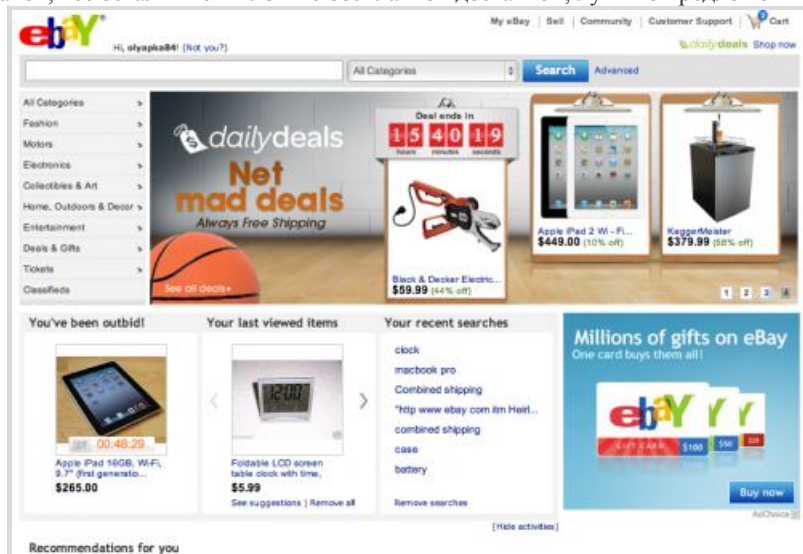 ebaY
My eBay | Sell | Community | Customer Support | Cart
Hi, olyapka84! (Not you?)
dailydeals Shop now
All Categories
Search
Advanced
All Categories
Fashion
Motors
Electronics
Collectibles & Art
Home, Outdoors & Decor
Entertainment
Deals & Gifts
Tickets
Classifieds
dailydeals
Net
mad deals
Always Free Shipping
See all deals
Deal ends in
15 40 19
hours minutes seconds
Black & Decker Electric...
$59.99 (44% off)
Apple iPad 2 Wi - Fi...
$449.00 (10% off)
KeggerMeister
$379.99 (58% off)
1 2 3 4
You've been outbid!
00:48:29
Apple iPad 16GB, Wi-Fi,
9.7" (first generatio...
$265.00
Your last viewed items
12:00
Foldable LCD screen
table clock with time,
$5.99
See suggestions | Remove all
Your recent searches
clock
macbook pro
Combined shipping
"http www ebay com itm Heirl...
combined shipping
case
battery
Remove searches
Millions of gifts on eBay
One card buys them all!
ebaY
GIFT CARD $100 $50 $25
Buy now
AdChoice
[Hide activities]
Recommendations for you